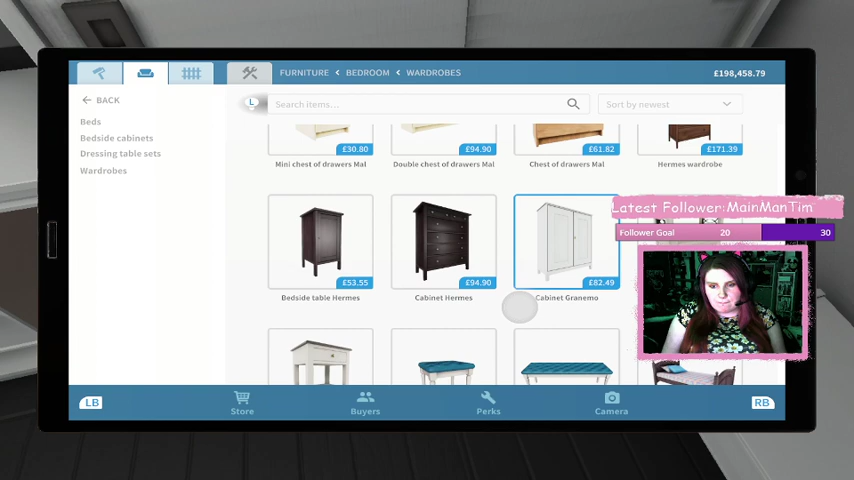 FURNITURE < BEDROOM < WARDROBES
£198,458.79
BACK
L
Search items...
Sort by newest
Beds
Bedside cabinets
Dressing table sets
Wardrobes
£30.80
£94.90
£61.82
£171.39
Mini chest of drawers Mal
Double chest of drawers Mal
Chest of drawers Mal
Hermes wardrobe
Latest Follower:MainManTim
Follower Goal 20 30
£53.55
£94.90
£82.49
Bedside table Hermes
Cabinet Hermes
Cabinet Granemo
LB
Store
Buyers
Perks
Camera
RB